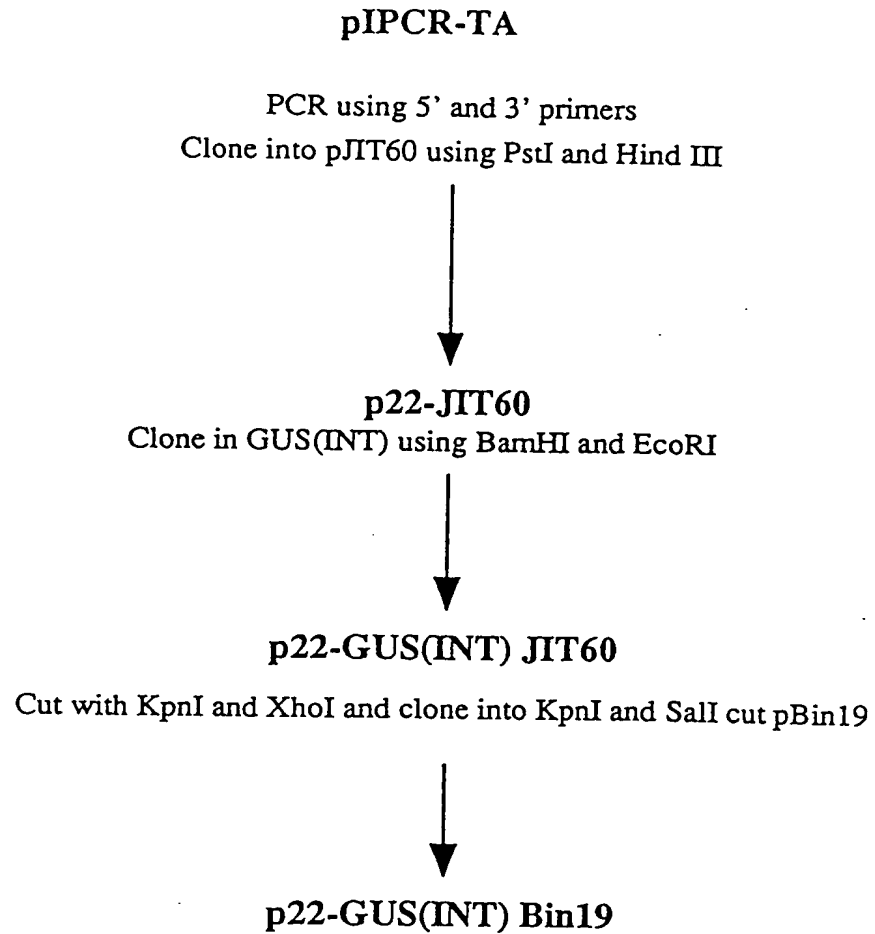 pIPCR-TA
PCR using 5’ and 3’ primers
Clone into pJIT60 using PstI and Hind III
p22-JIT60
Clone in GUS(INT) using BamHI and EcoRI
p22-GUS(INT) JIT60
Cut with KpnI and XhoI and clone into KpnI and SalI cut pBin19
p22-GUS(INT) Bin19